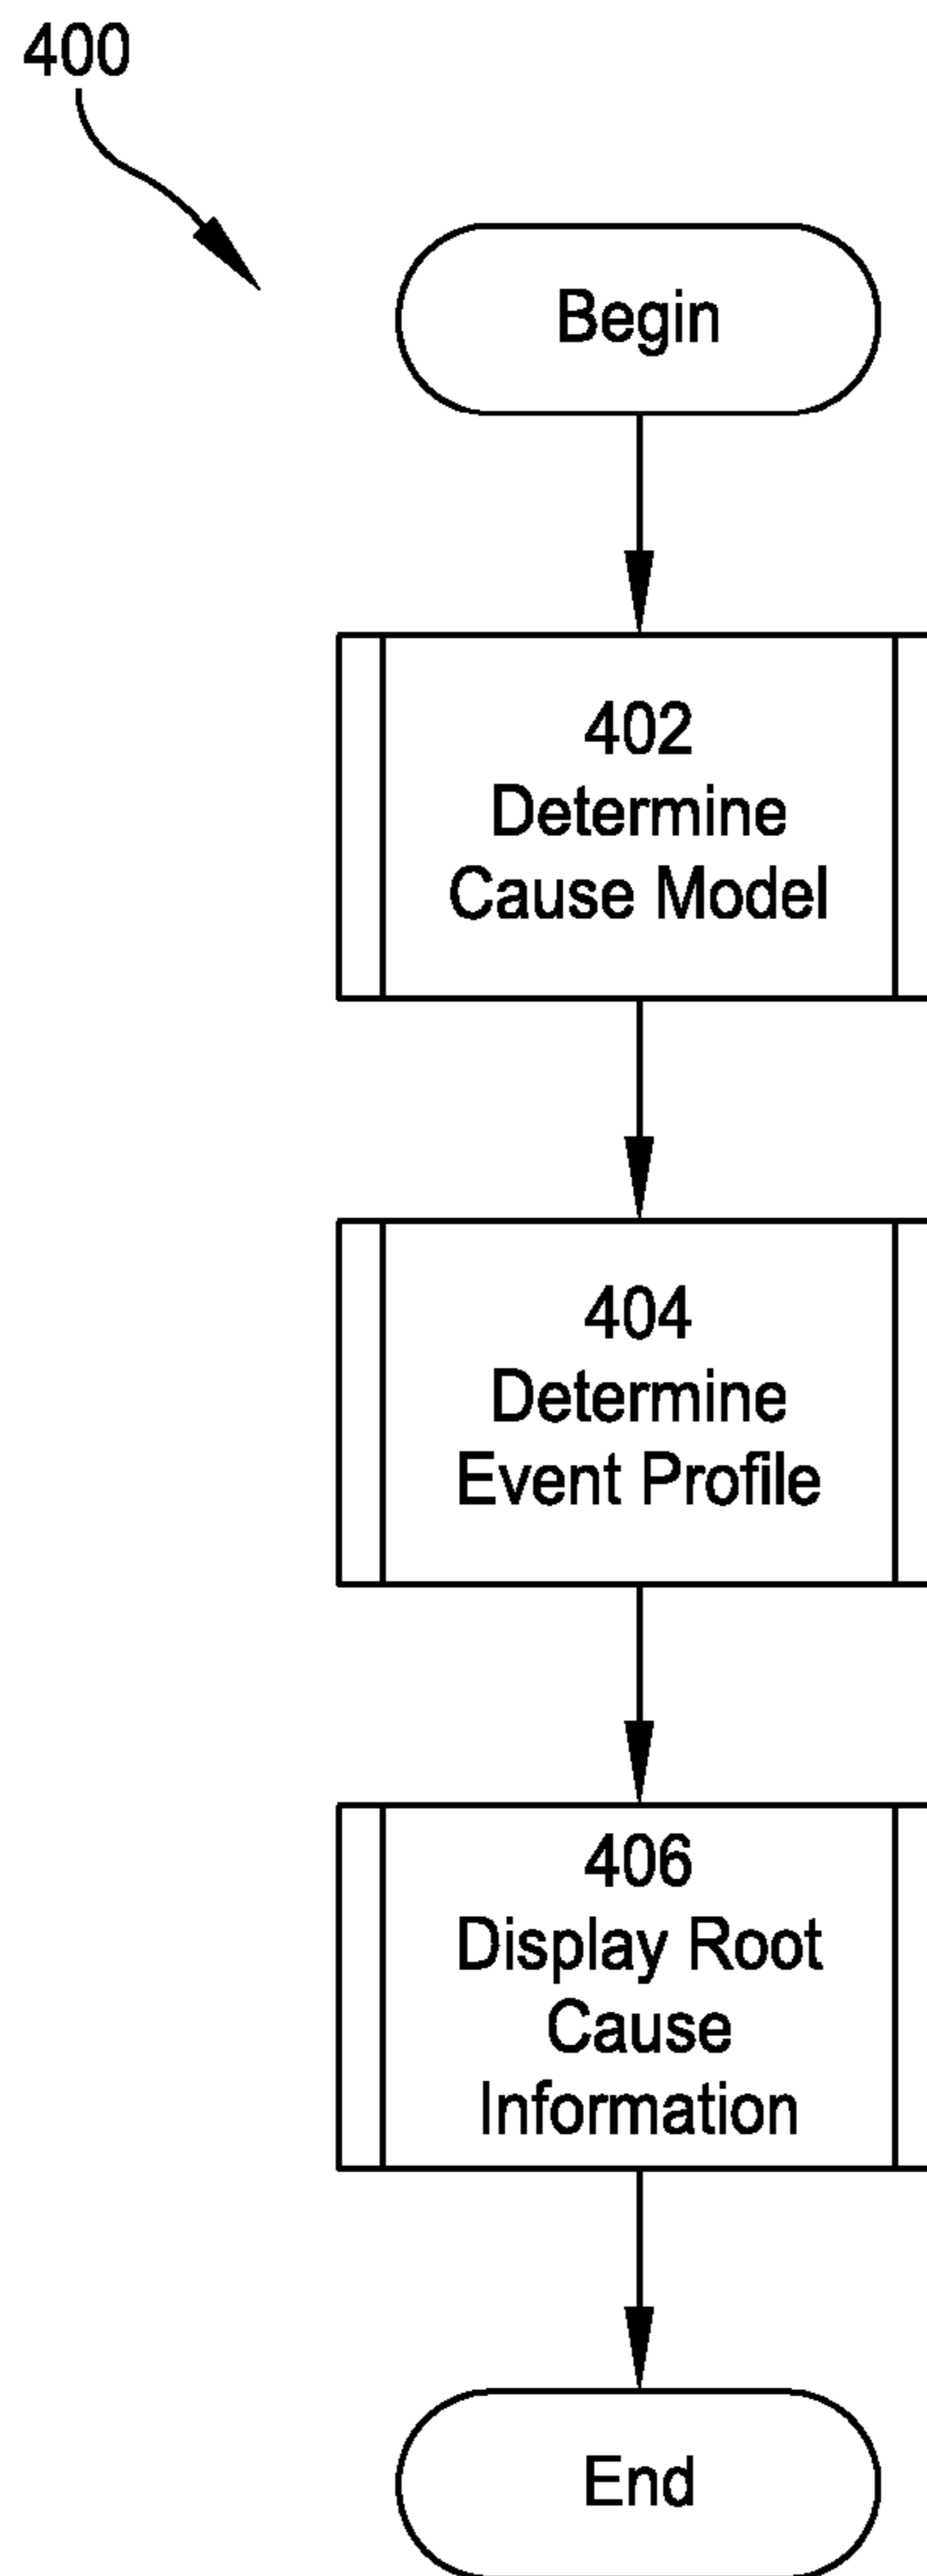 400
Begin
402
Determine
Cause Model
404
Determine
Event Profile
406
Display Root
Cause
Information
End